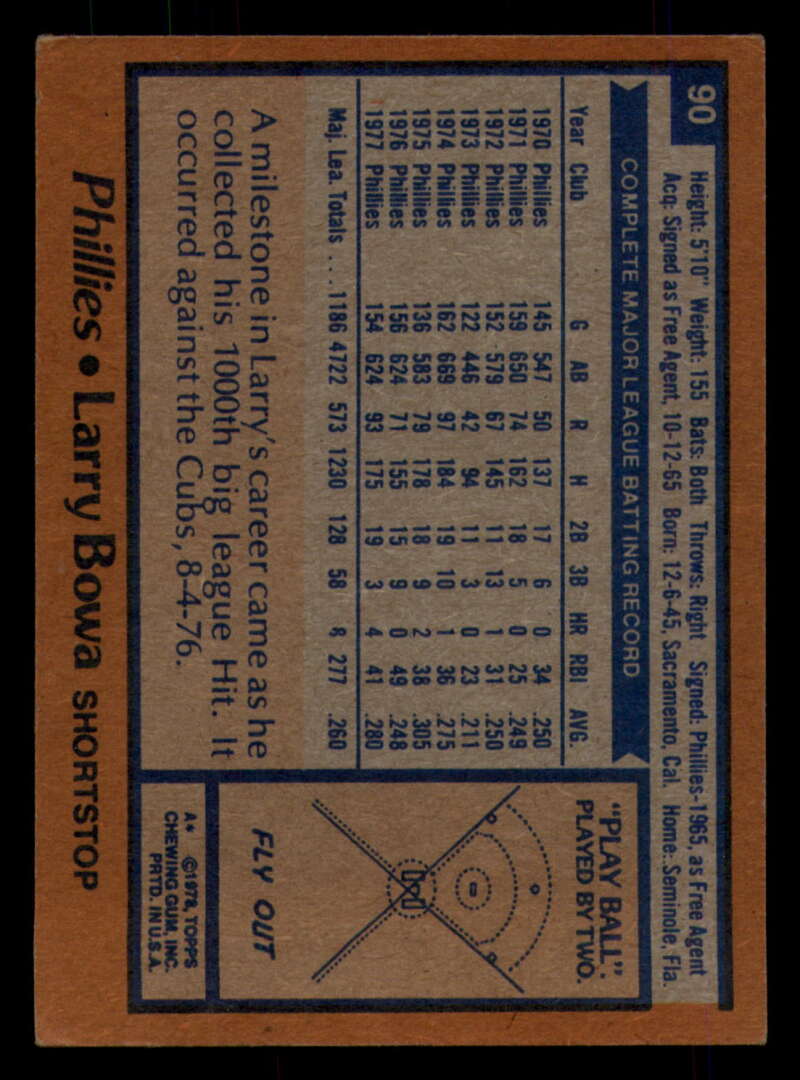 90
Height: 5'10" Weight: 155 Bats: Both Throws: Right Signed: Phillies-1965, as Free Agent
Acq: Signed as Free Agent, 10-12-65 Born: 12-6-45, Sacramento, Cal. Home: Seminole, Fla.
COMPLETE MAJOR LEAGUE BATTING RECORD
Year Club G AB R H 2B 3B HR RBI AVG.
1970 Phillies 145 547 50 137 17 6 0 34 .250
1971 Phillies 159 650 74 162 18 5 0 25 .249
1972 Phillies 152 579 67 145 11 13 1 31 .250
1973 Phillies 122 446 42 94 11 3 0 23 .211
1974 Phillies 162 669 97 184 19 10 1 36 .275
1975 Phillies 136 583 79 178 18 9 2 38 .305
1976 Phillies 156 624 71 155 15 9 0 49 .248
1977 Phillies 154 624 93 175 19 3 4 41 .280
Maj. Lea. Totals ...1186 4722 573 1230 128 58 8 277 .260
A milestone in Larry's career came as he
collected his 1000th big league Hit. It
occurred against the Cubs, 8-4-76.
"PLAY BALL".
PLAYED BY TWO.
FLY OUT
A* ©1978, TOPPS
CHEWING GUM, INC.
PRTD. IN U.S.A.
Phillies • Larry Bowa SHORTSTOP